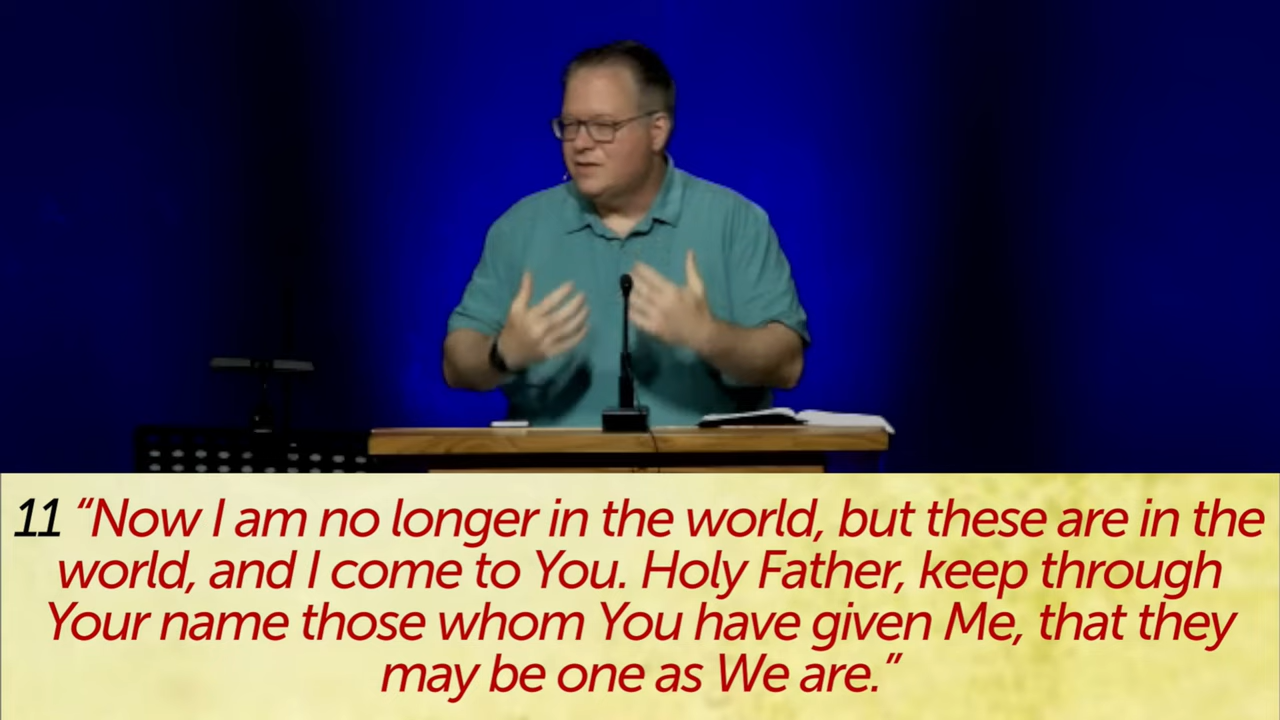 11 “Now I am no longer in the world, but these are in the
world, and I come to You. Holy Father, keep through
Your name those whom You have given Me, that they
may be one as We are.”